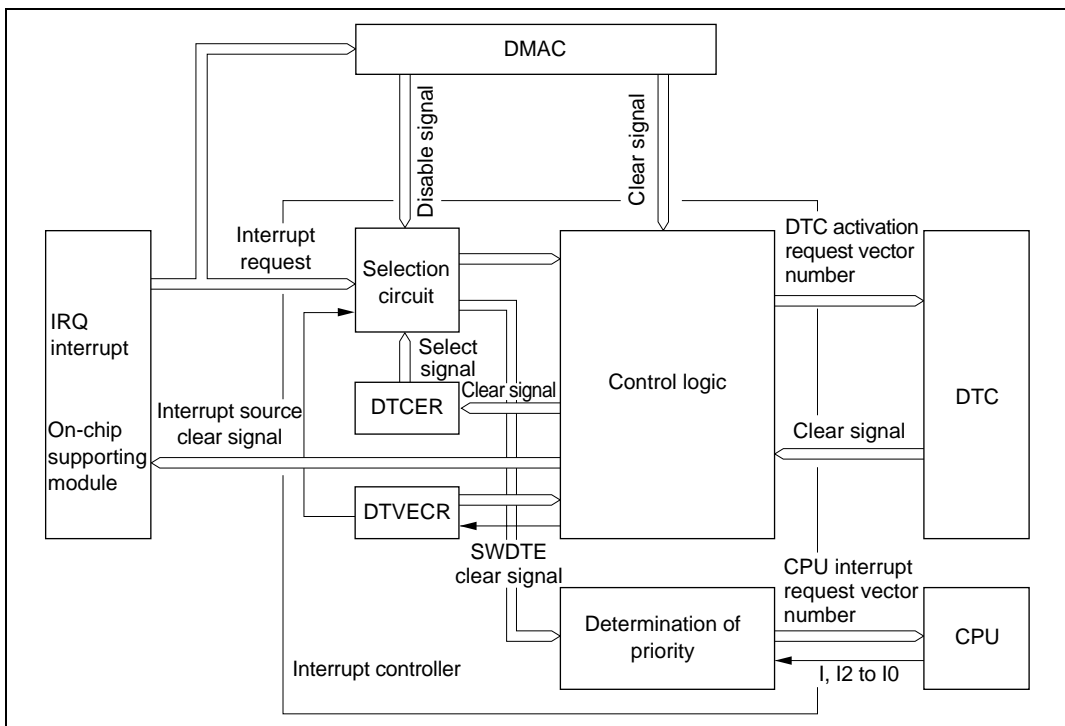 DMAC
Disable signal
Clear signal
Interrupt
request
DTC activation
request vector
number
Selection
circuit
IRQ
interrupt
Select
signal
Control logic
DTC
DTCER
Clear signal
Interrupt source
clear signal
On-chip
supporting
module
Clear signal
DTVECR
SWDTE
clear signal
CPU interrupt
request vector
number
Determination of
priority
CPU
Interrupt controller
I, I2 to I0